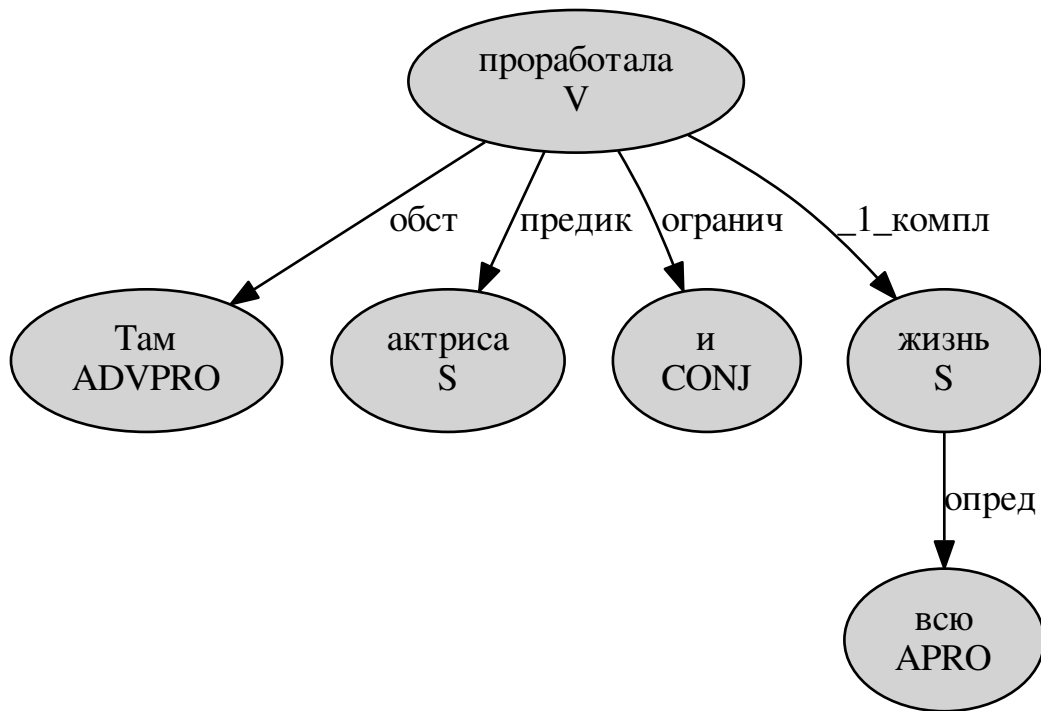 проработала
V
обст
предик
огранич
_1_компл
Там
ADVPRO
актриса
S
и
CONJ
жизнь
S
опред
всю
APRO